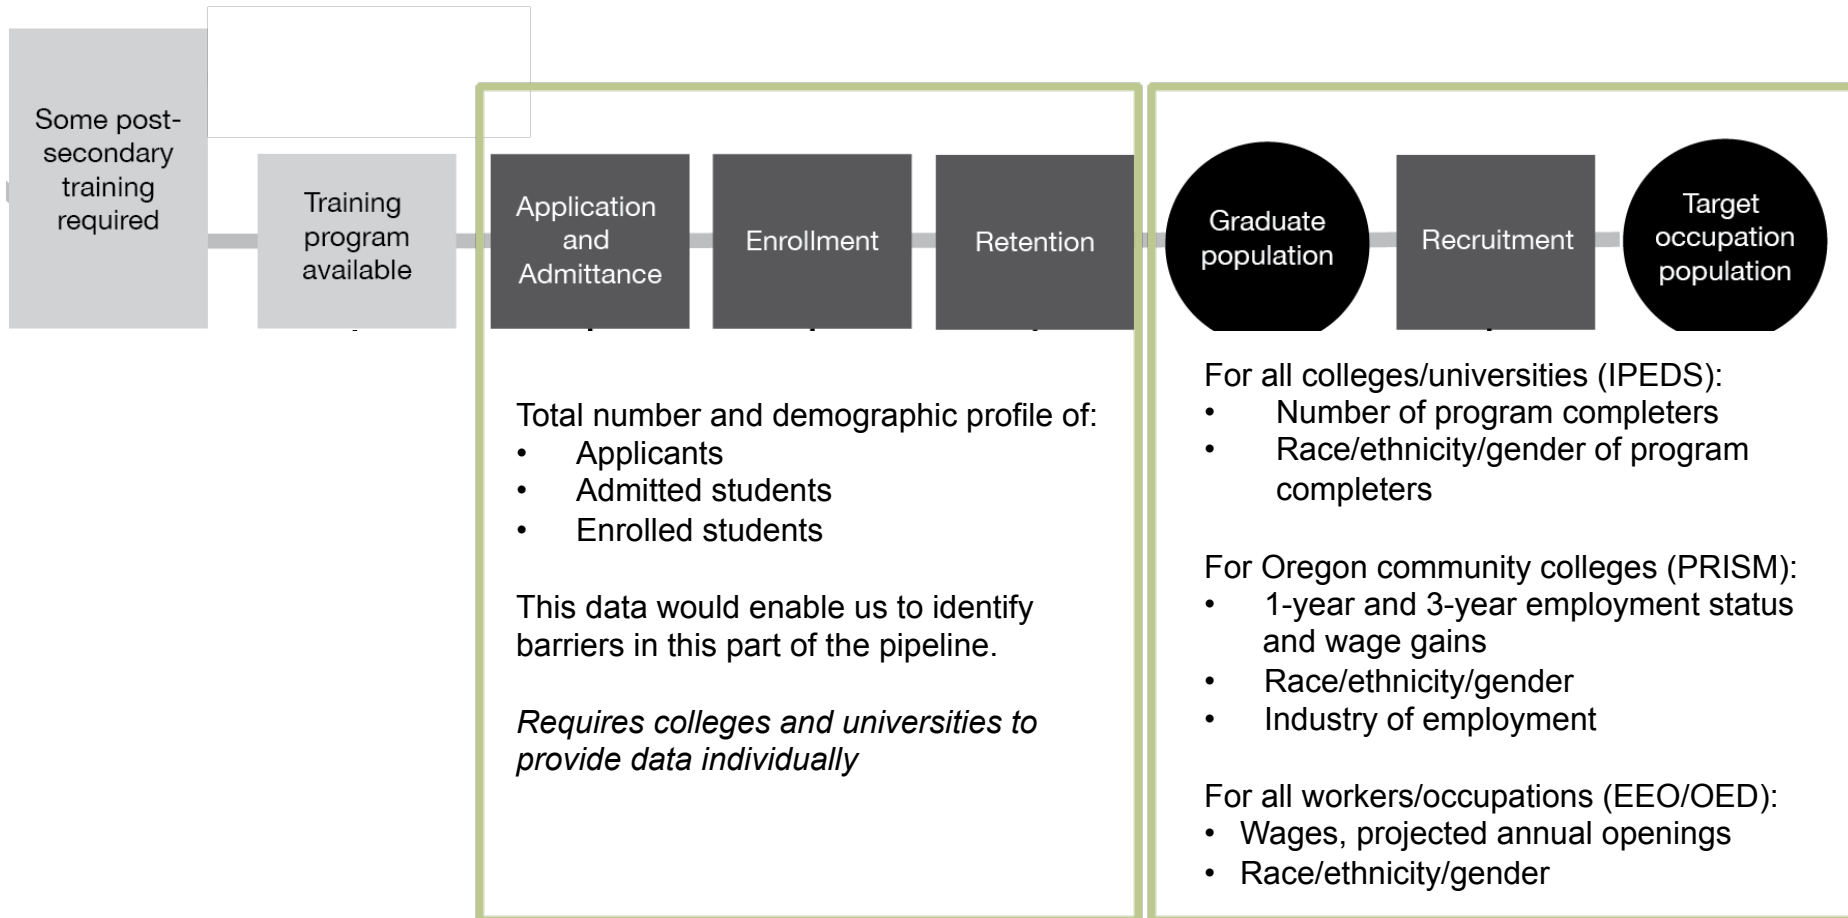 Some post-
secondary
training
required
Training
program
available
Application
and
Admittance
Enrollment
Retention
Graduate
population
Recruitment
Target
occupation
population
Total number and demographic profile of:
• Applicants
• Admitted students
• Enrolled students
This data would enable us to identify
barriers in this part of the pipeline.
Requires colleges and universities to
provide data individually
For all colleges/universities (IPEDS):
• Number of program completers
• Race/ethnicity/gender of program
completers
For Oregon community colleges (PRISM):
• 1-year and 3-year employment status
and wage gains
• Race/ethnicity/gender
• Industry of employment
For all workers/occupations (EEO/OED):
• Wages, projected annual openings
• Race/ethnicity/gender